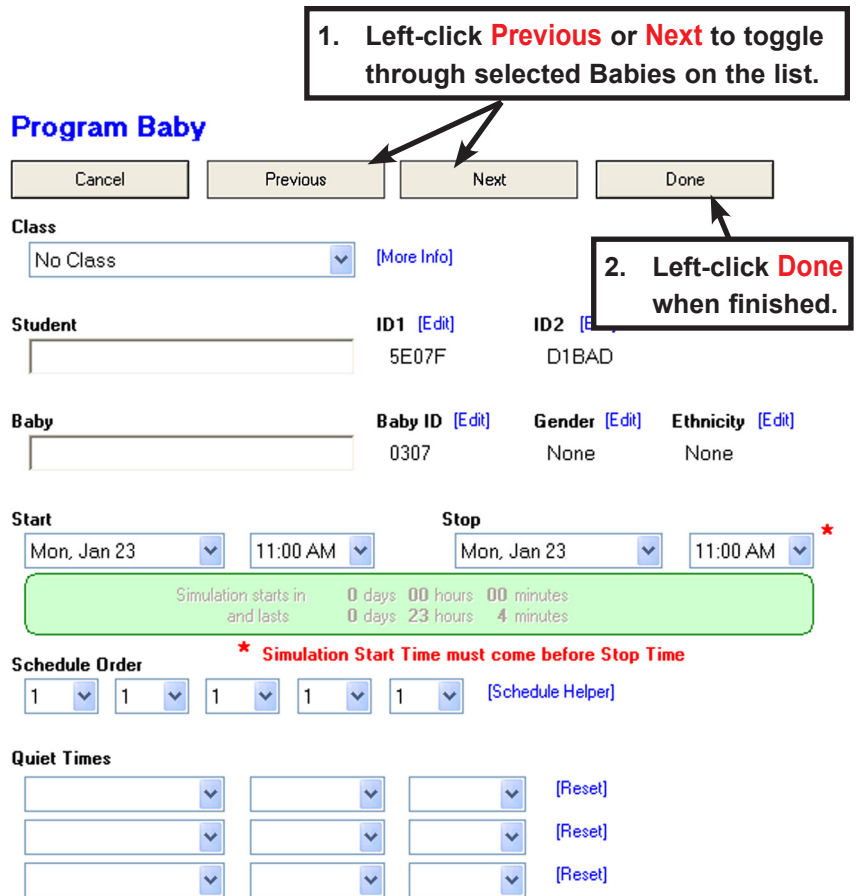 1. Left-click Previous or Next to toggle
through selected Babies on the list.
Program Baby
Cancel Previous Next Done
Class
No Class [More Info]
2. Left-click Done
when finished.
Student ID1 [Edit] ID2
5E07F D1BAD
Baby Baby ID [Edit] Gender [Edit] Ethnicity [Edit]
0307 None None
Start Stop
Mon, Jan 23 11:00 AM Mon, Jan 23 11:00 AM *
Simulation starts in 0 days 00 hours 00 minutes
and lasts 0 days 23 hours 4 minutes
* Simulation Start Time must come before Stop Time
Schedule Order
1 1 1 1 1 [Schedule Helper]
Quiet Times
[Reset]
[Reset]
[Reset]